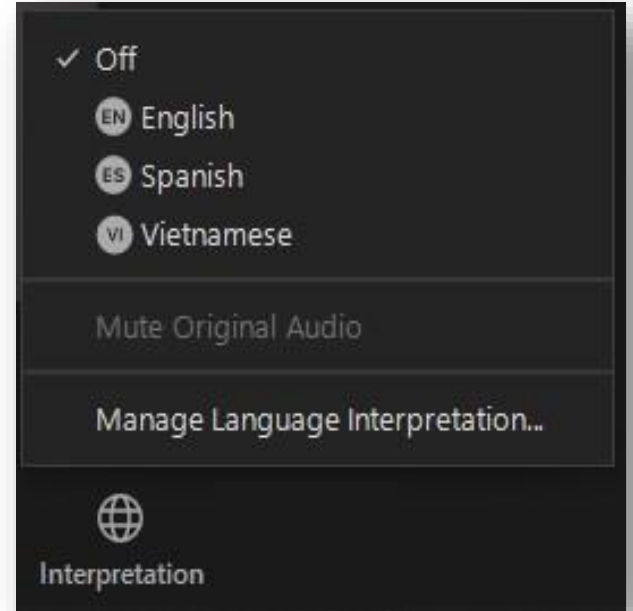 Off
EN English
ES Spanish
VI Vietnamese
Mute Original Audio
Manage Language Interpretation...
Interpretation